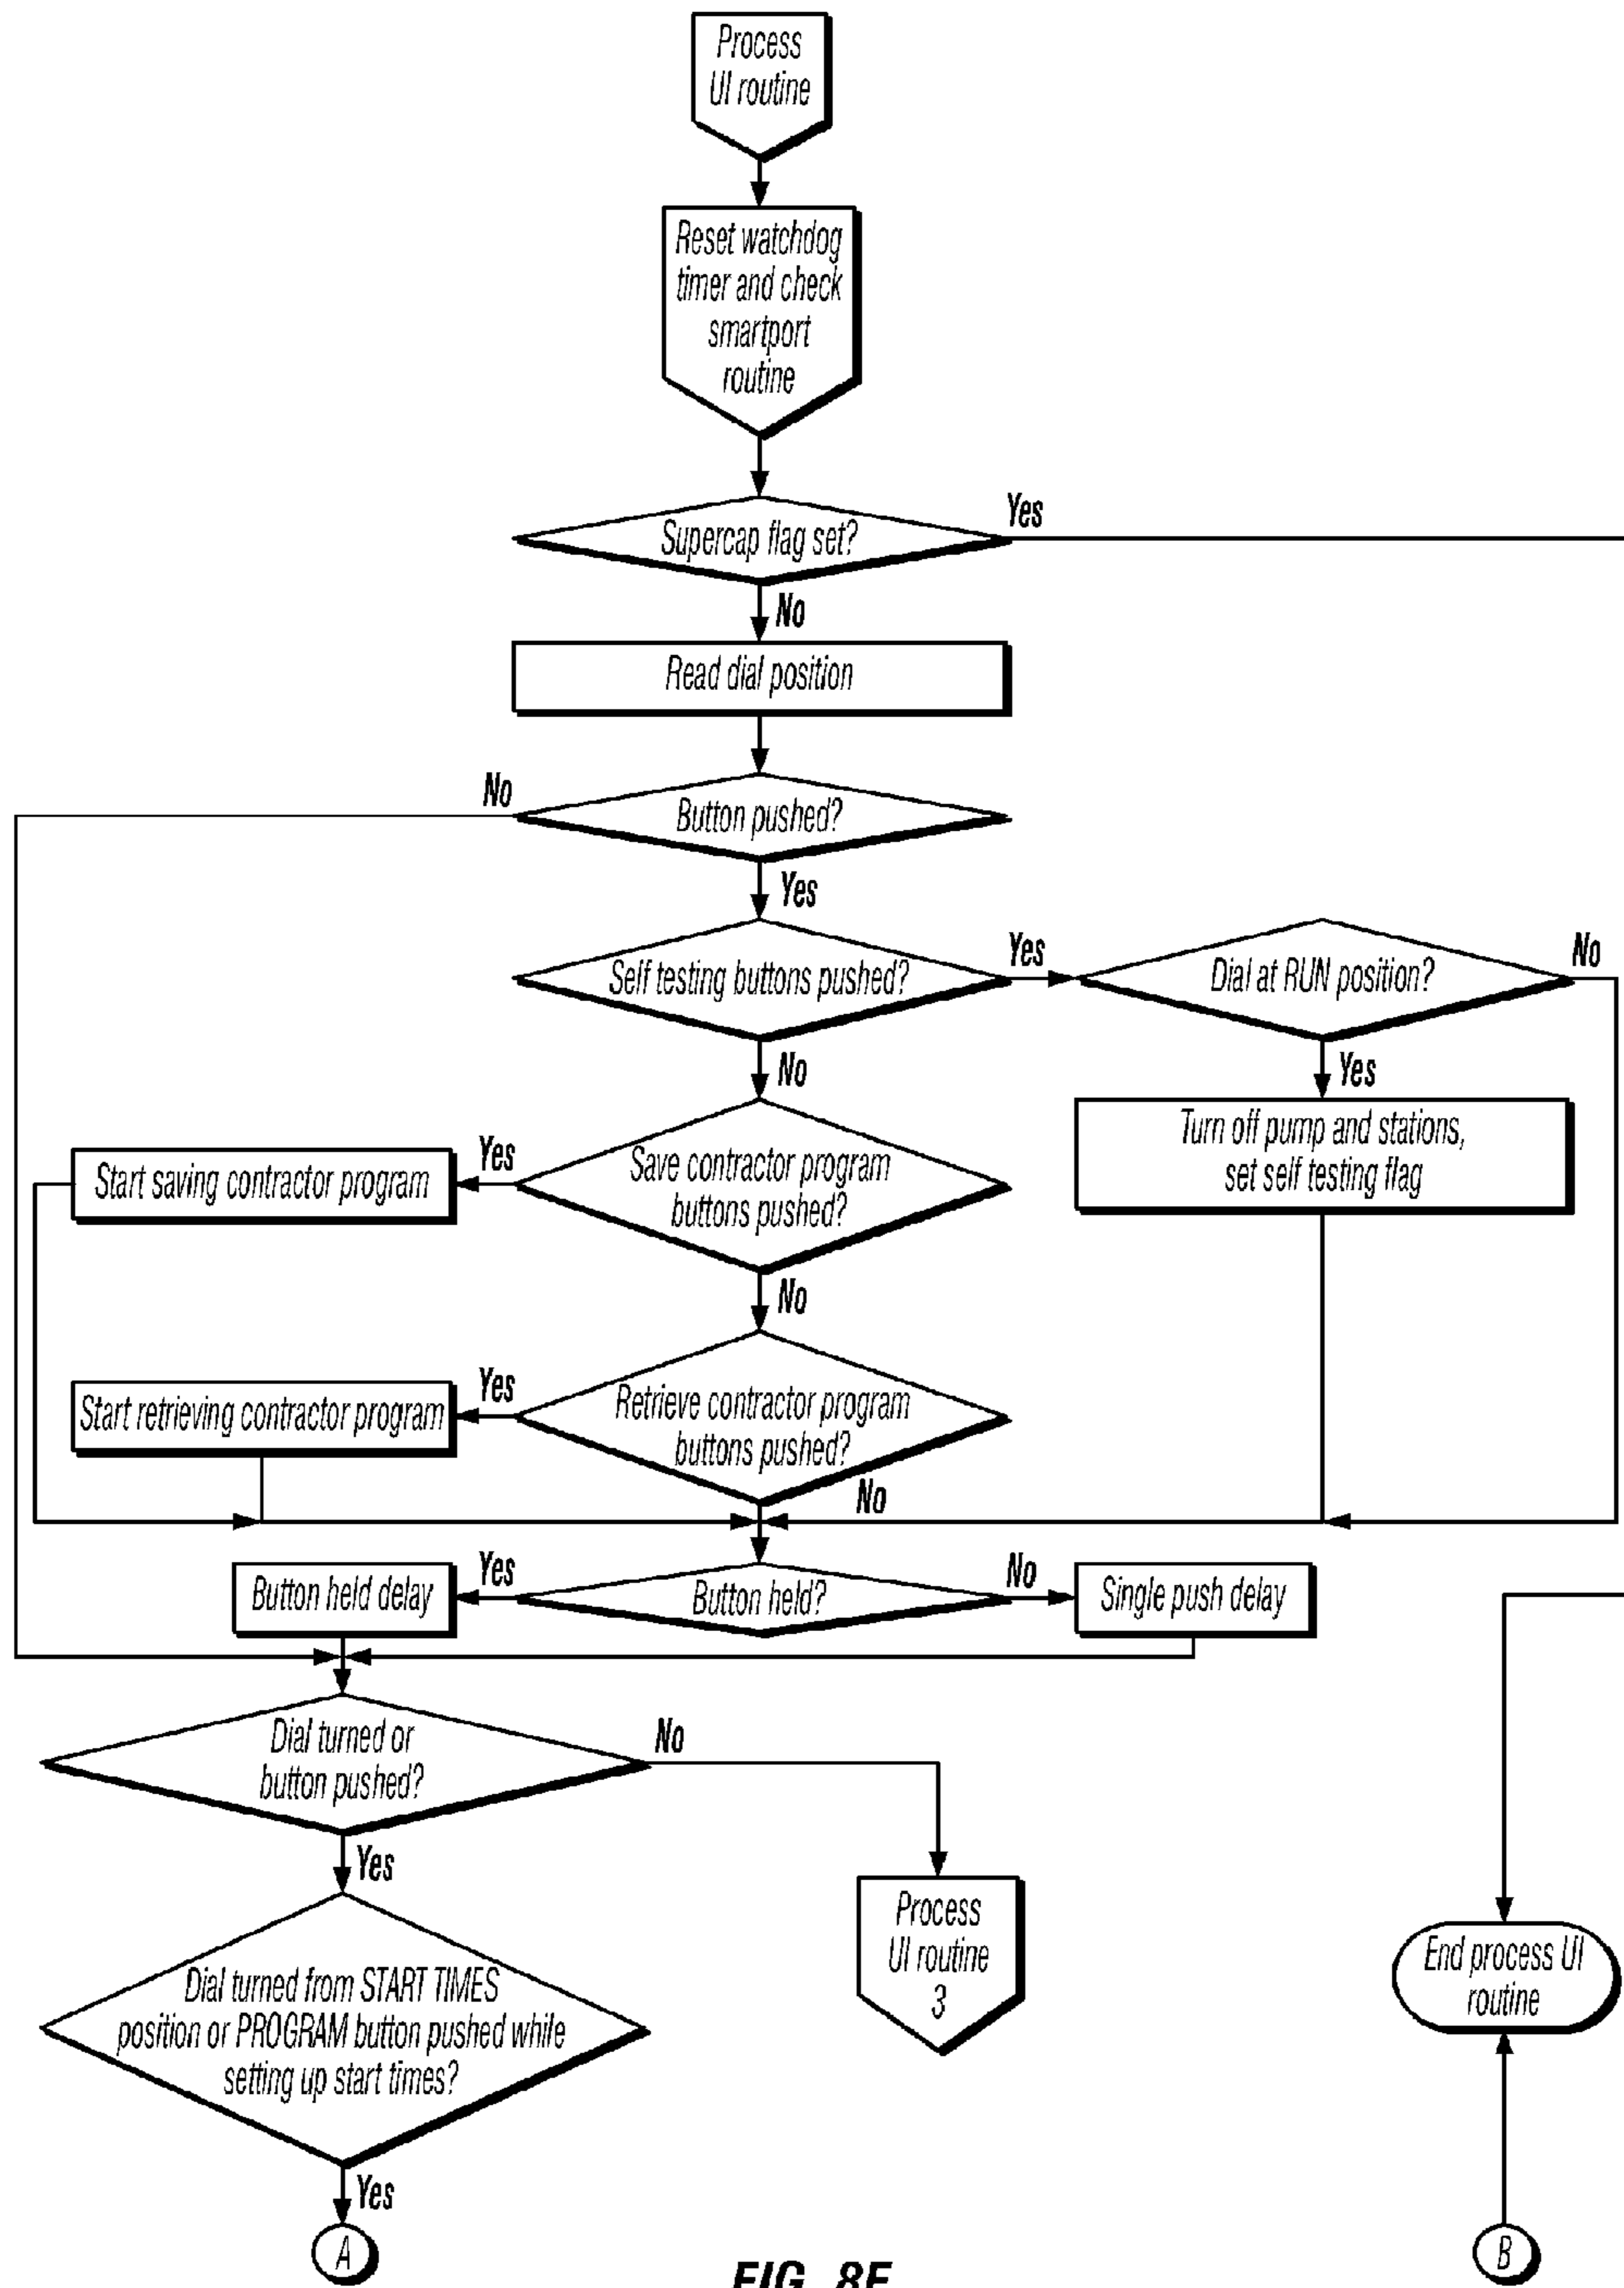 Process
UI routine
Reset watchdog
timer and check
smartport
routine
Supercap flag set?
Yes
No
Read dial position
Button pushed?
No
Yes
Self testing buttons pushed?
Yes
Dial at RUN position?
No
No
Yes
Turn off pump and stations,
set self testing flag
Save contractor program
buttons pushed?
Yes
Start saving contractor program
No
Retrieve contractor program
buttons pushed?
Yes
Start retrieving contractor program
No
Button held?
Yes
Button held delay
No
Single push delay
Dial turned or
button pushed?
No
Yes
Process
UI routine
3
Dial turned from START TIMES
position or PROGRAM button pushed while
setting up start times?
End process UI
routine
Yes
A
B